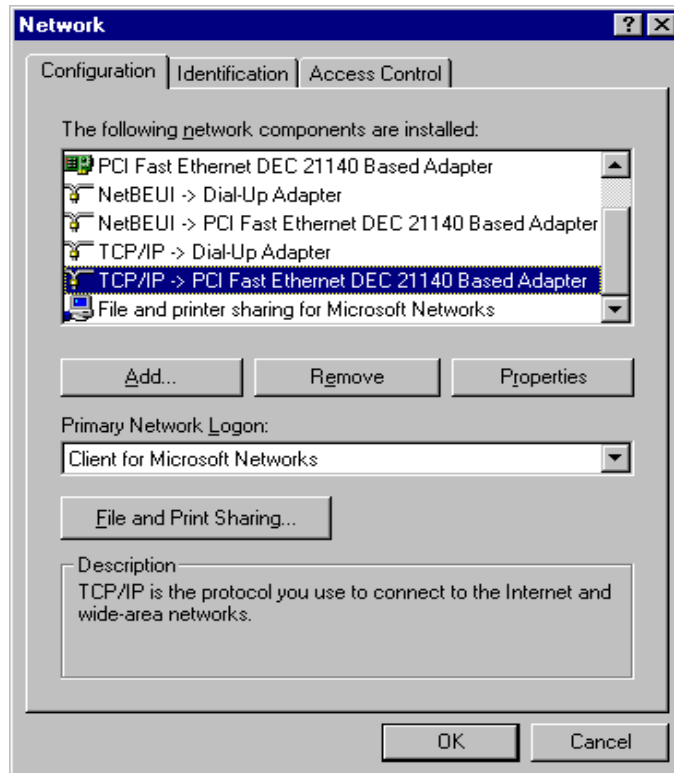 Network
Configuration Identification Access Control
The following network components are installed:
PCI Fast Ethernet DEC 21140 Based Adapter
NetBEUI -> Dial-Up Adapter
NetBEUI -> PCI Fast Ethernet DEC 21140 Based Adapter
TCP/IP -> Dial-Up Adapter
TCP/IP -> PCI Fast Ethernet DEC 21140 Based Adapter
File and printer sharing for Microsoft Networks
Add... Remove Properties
Primary Network Logon:
Client for Microsoft Networks
File and Print Sharing...
Description
TCP/IP is the protocol you use to connect to the Internet and
wide-area networks.
OK Cancel